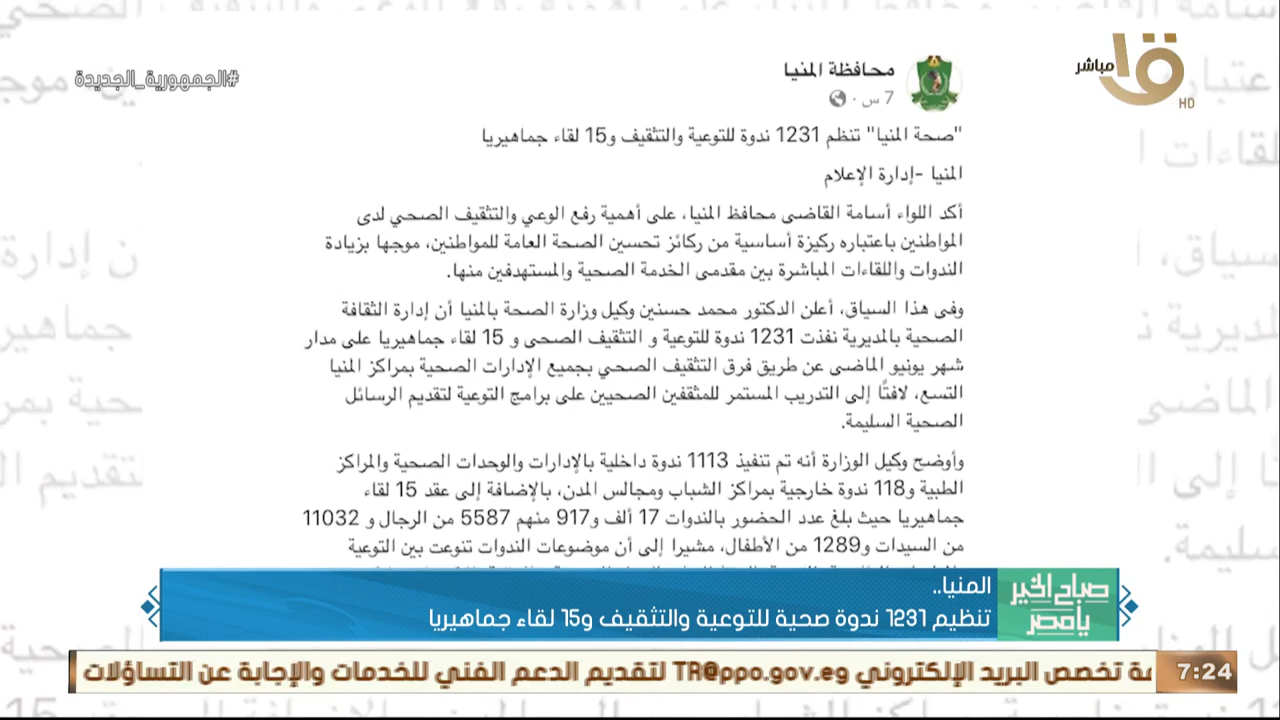 #الجمهورية_الجديدة
مباشر
HD
محافظة المنيا
7 س ·
"صحة المنيا" تنظم 1231 ندوة للتوعية والتثقيف و15 لقاء جماهيريا
المنيا -إدارة الإعلام
أكد اللواء أسامة القاضى محافظ المنيا، على أهمية رفع الوعي والتثقيف الصحي لدى
المواطنين باعتباره ركيزة أساسية من ركائز تحسين الصحة العامة للمواطنين، موجها بزيادة
الندوات واللقاءات المباشرة بين مقدمى الخدمة الصحية والمستهدفين منها.
وفى هذا السياق، أعلن الدكتور محمد حسنين وكيل وزارة الصحة بالمنيا أن إدارة الثقافة
الصحية بالمديرية نفذت 1231 ندوة للتوعية و التثقيف الصحى و 15 لقاء جماهيريا على مدار
شهر يونيو الماضى عن طريق فرق التثقيف الصحي بجميع الإدارات الصحية بمراكز المنيا
التسع، لافتًا إلى التدريب المستمر للمثقفين الصحيين على برامج التوعية لتقديم الرسائل
الصحية السليمة.
وأوضح وكيل الوزارة أنه تم تنفيذ 1113 ندوة داخلية بالإدارات والوحدات الصحية والمراكز
الطبية و118 ندوة خارجية بمراكز الشباب ومجالس المدن، بالإضافة إلى عقد 15 لقاء
جماهيريا حيث بلغ عدد الحضور بالندوات 17 ألف و917 منهم 5587 من الرجال و 11032
من السيدات و1289 من الأطفال، مشيرا إلى أن موضوعات الندوات تنوعت بين التوعية
صباح الخير
يا مصر
المنيا..
تنظيم 1231 ندوة صحية للتوعية والتثقيف و15 لقاء جماهيريا
7:24
مة تخصص البريد الإلكتروني TR@ppo.gov.eg لتقديم الدعم الفني للخدمات والإجابة عن التساؤلات